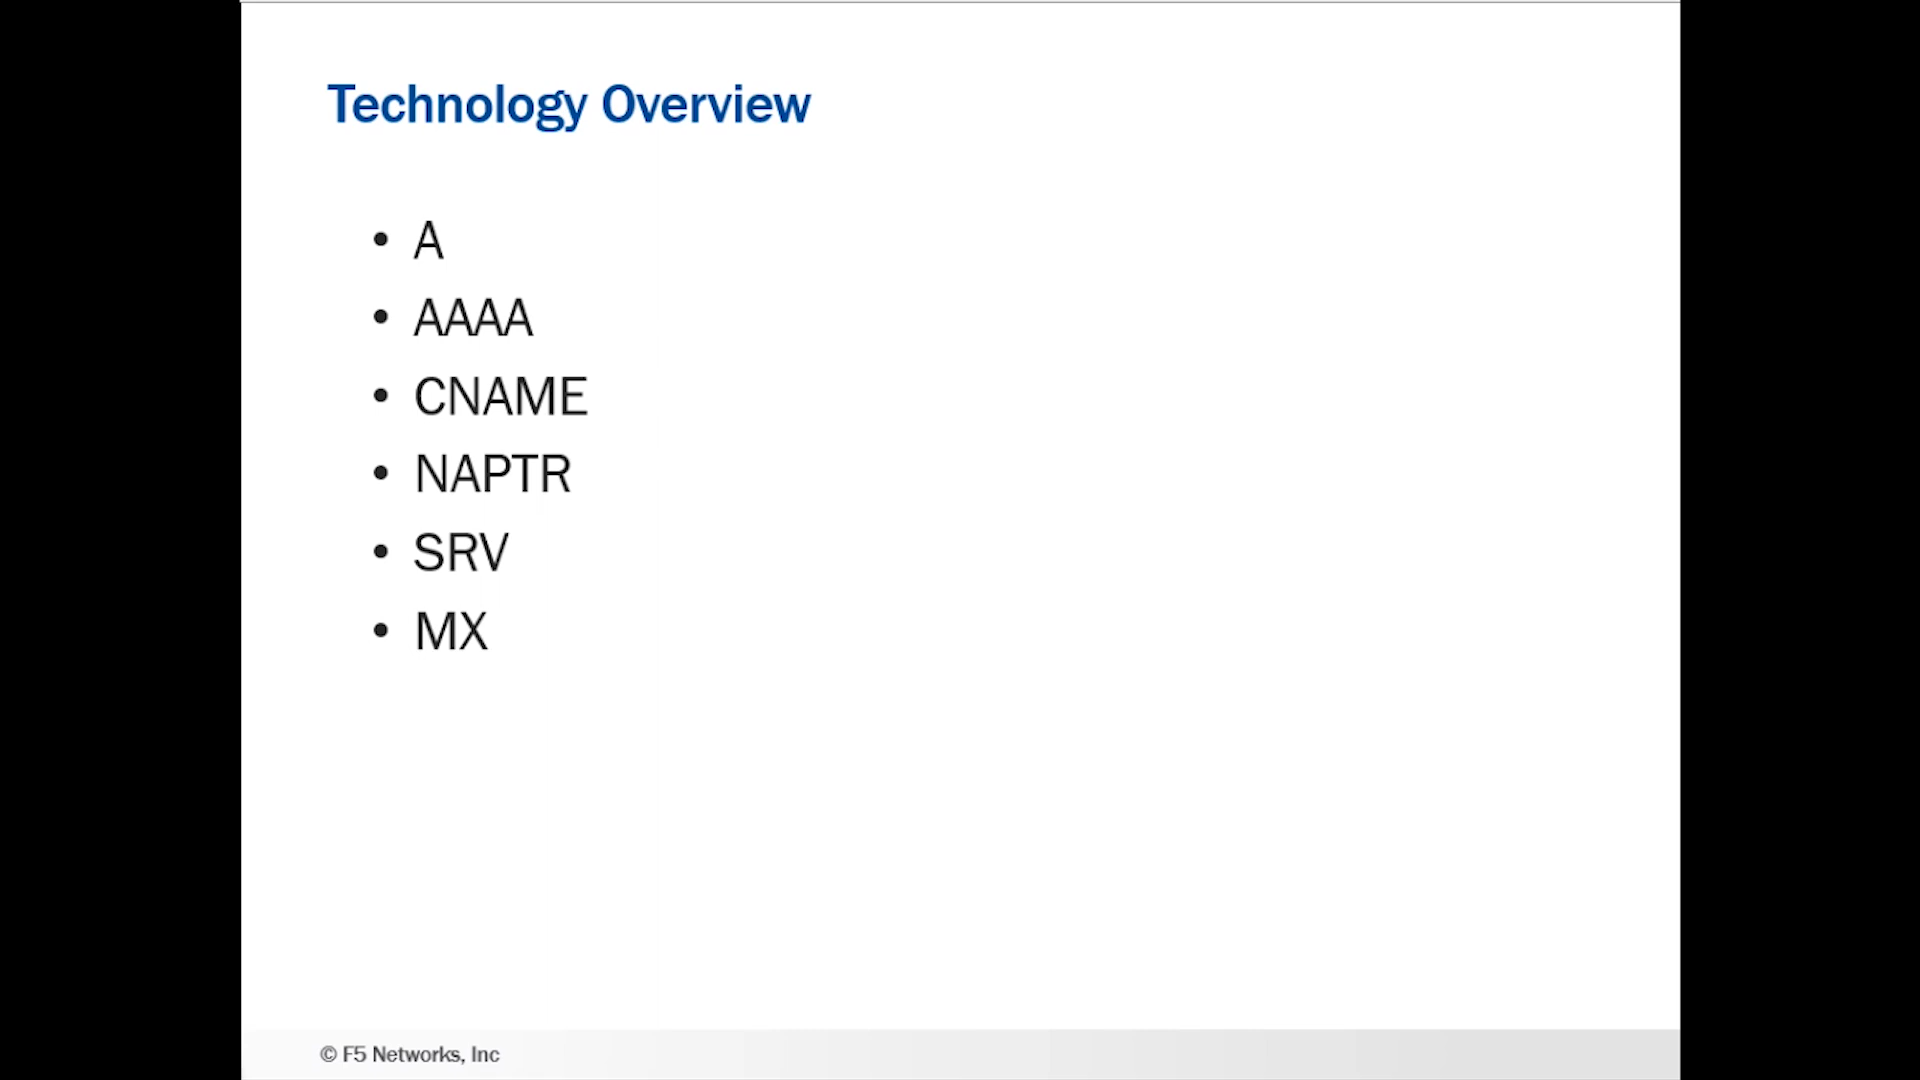 Technology Overview
• A
• AAAA
• CNAME
• NAPTR
• SRV
• MX
© F5 Networks, Inc